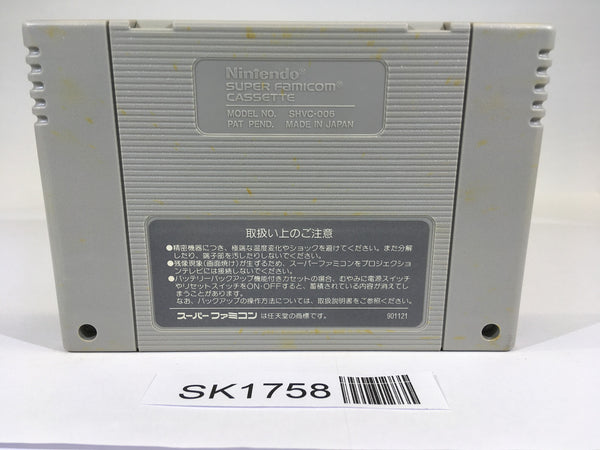 Nintendo®
SUPER FAMICOM®
CASSETTE
MODEL NO. SHVC-006
PAT PEND. MADE IN JAPAN
取扱い上のご注意
●精密機器につき、極端な温度変化やショックを避けてください。また分解
したり、端子部を汚したりしないでください。
●残像現象(画面焼け)が生ずるため、スーパーファミコンをプロジェクショ
ンテレビには接続しないでください。
●バッテリーバックアップ機能付きカセットの場合、むやみに電源スイッチ
やリセットスイッチをON・OFFすると、蓄積されている内容が消えてし
まうことがあります。
なお、バックアップの操作方法については、取扱説明書をご参照ください。
スーパーファミコン は任天堂の商標です。 901121
SK1758